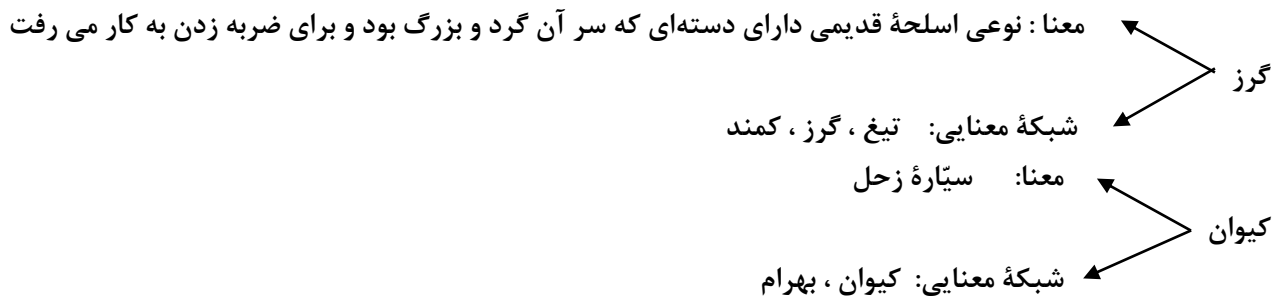 معنا : نوعی اسلحهٔ قدیمی دارای دسته‌ای که سر آن گرد و بزرگ بود و برای ضربه زدن به کار می رفت
گرز
شبکهٔ معنایی: تیغ ، گرز ، کمند
معنا: سیّارهٔ زحل
کیوان
شبکهٔ معنایی: کیوان ، بهرام